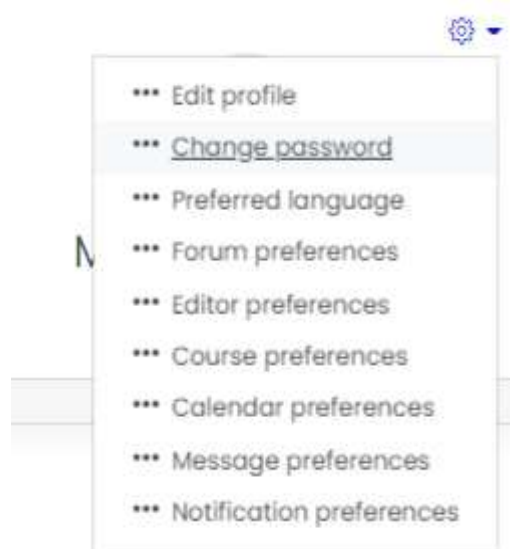 Edit profile
Change password
Preferred language
M
Forum preferences
Editor preferences
Course preferences
Calendar preferences
Message preferences
Notification preferences